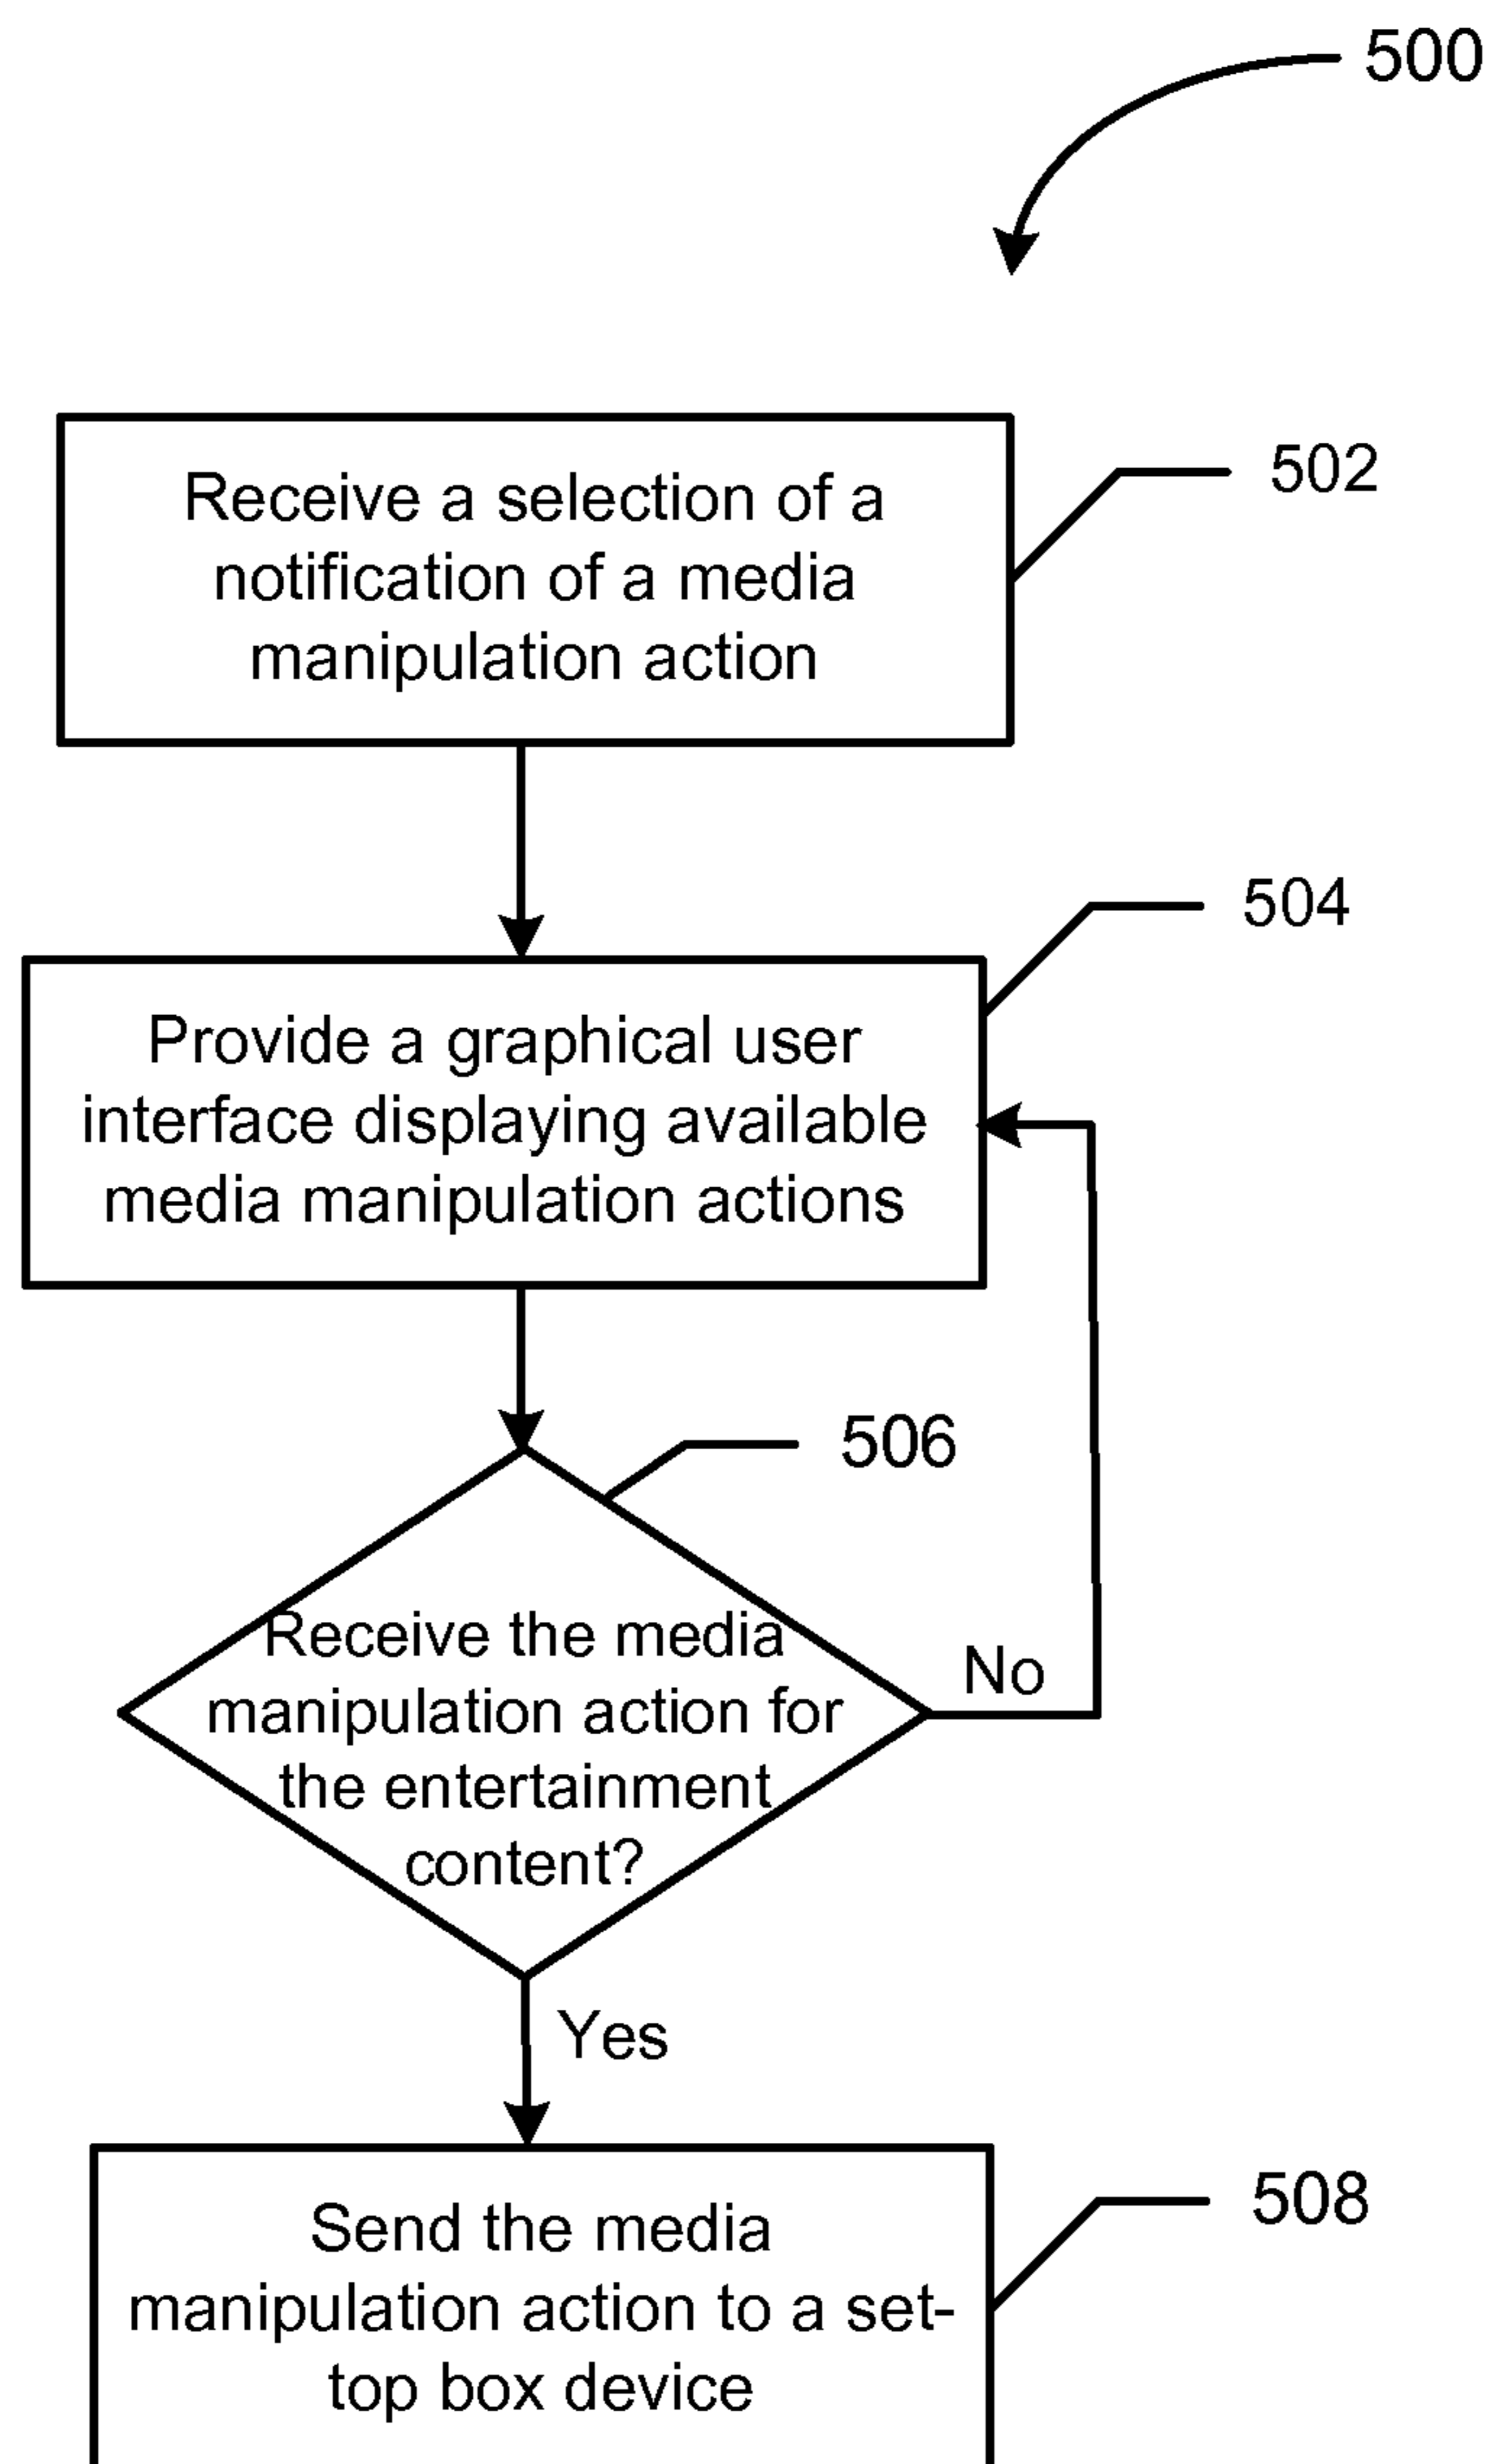 500
Receive a selection of a
notification of a media
manipulation action
502
504
Provide a graphical user
interface displaying available
media manipulation actions
506
Receive the media
manipulation action for
the entertainment
content?
No
Yes
Send the media
manipulation action to a set-
top box device
508